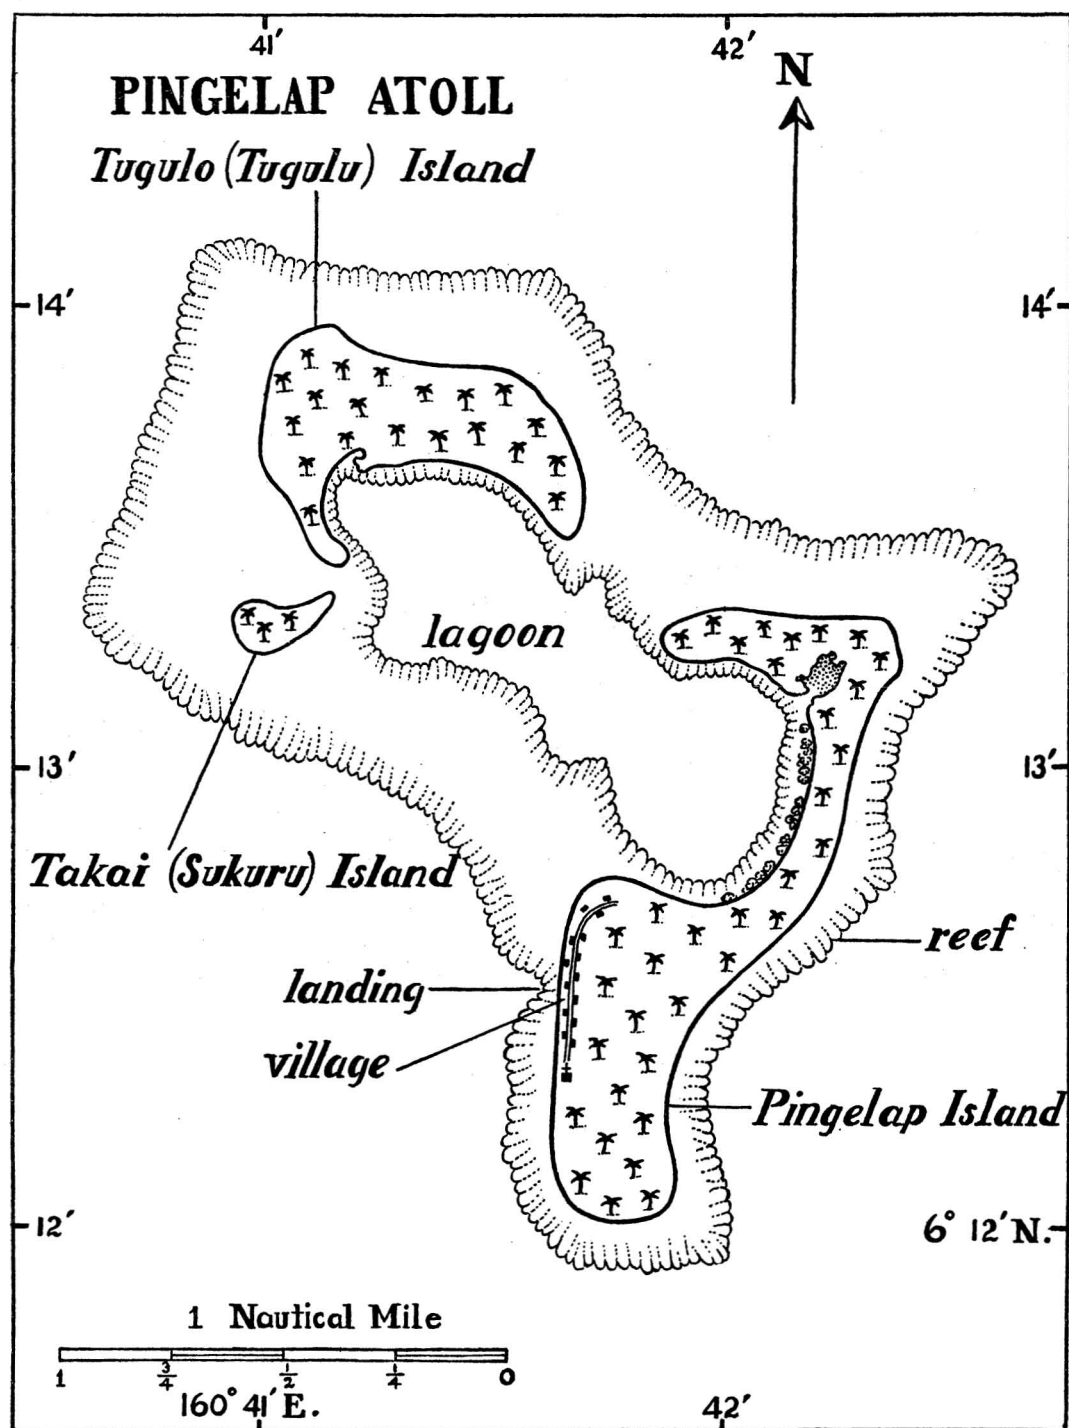 41′
42′
N
PINGELAP ATOLL
Tugulo (Tugulu) Island
14′
14′
lagoon
13′
13′
Takai (Sukuru) Island
reef
landing
village
Pingelap Island
12′
6° 12′ N.
1 Nautical Mile
1 3/4 1/2 1/4 0
160° 41′ E.
42′